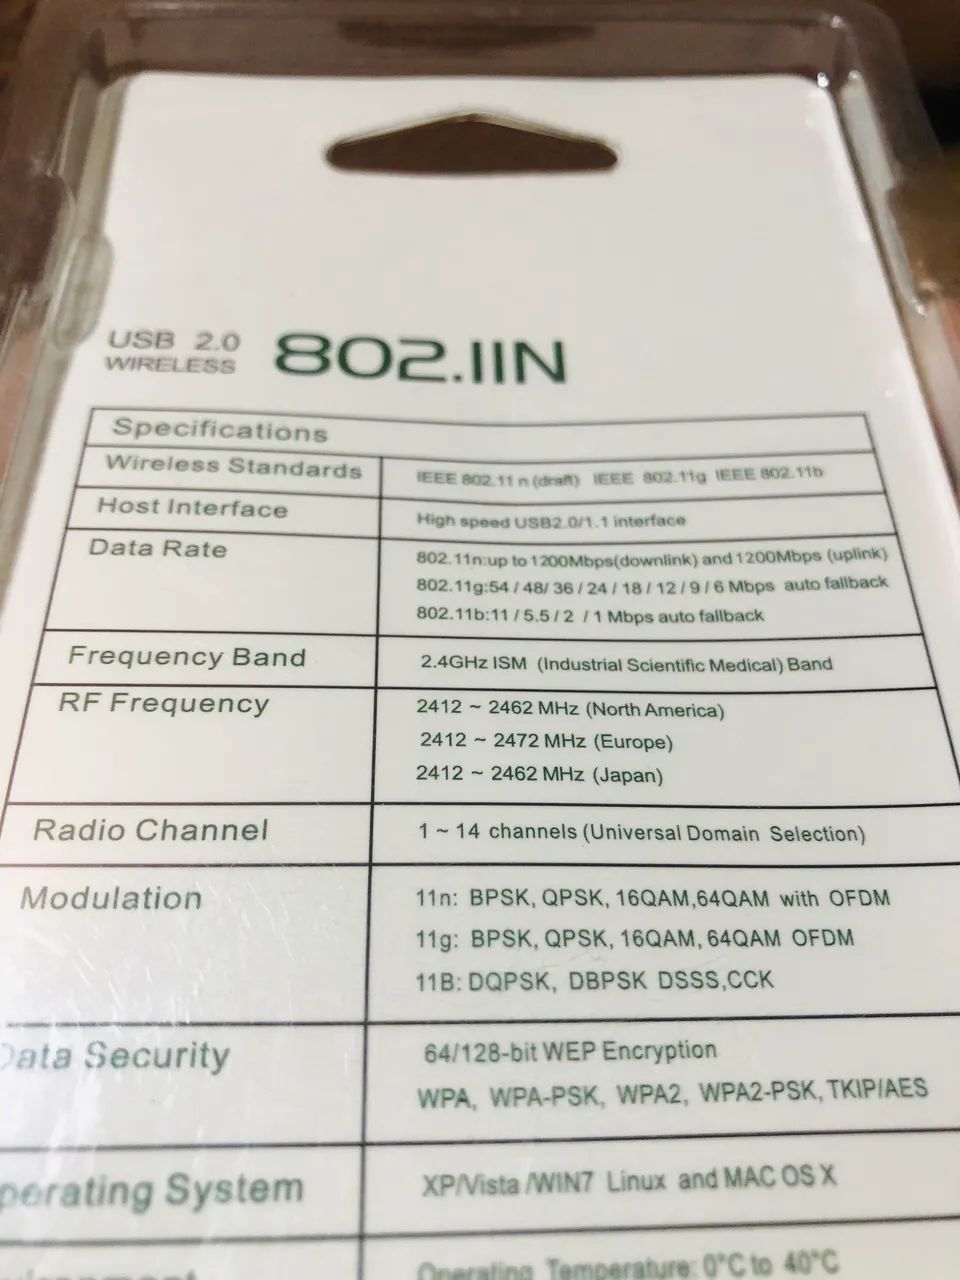 USB 2.0
WIRELESS
802.11N
Specifications
Wireless Standards IEEE 802.11 n (draft) IEEE 802.11g IEEE 802.11b
Host Interface High speed USB2.0/1.1 interface
Data Rate 802.11n:up to 1200Mbps(downlink) and 1200Mbps (uplink)
802.11g:54 / 48/ 36 / 24 / 18 / 12 / 9 / 6 Mbps auto fallback
802.11b:11 / 5.5 / 2 / 1 Mbps auto fallback
Frequency Band 2.4GHz ISM (Industrial Scientific Medical) Band
RF Frequency 2412 ~ 2462 MHz (North America)
2412 ~ 2472 MHz (Europe)
2412 ~ 2462 MHz (Japan)
Radio Channel 1 ~ 14 channels (Universal Domain Selection)
Modulation 11n: BPSK, QPSK, 16QAM,64QAM with OFDM
11g: BPSK, QPSK, 16QAM, 64QAM OFDM
11B: DQPSK, DBPSK DSSS,CCK
Data Security 64/128-bit WEP Encryption
WPA, WPA-PSK, WPA2, WPA2-PSK, TKIP/AES
perating System XP/Vista /WIN7 Linux and MAC OS X
Operating Temperature: 0°C to 40°C